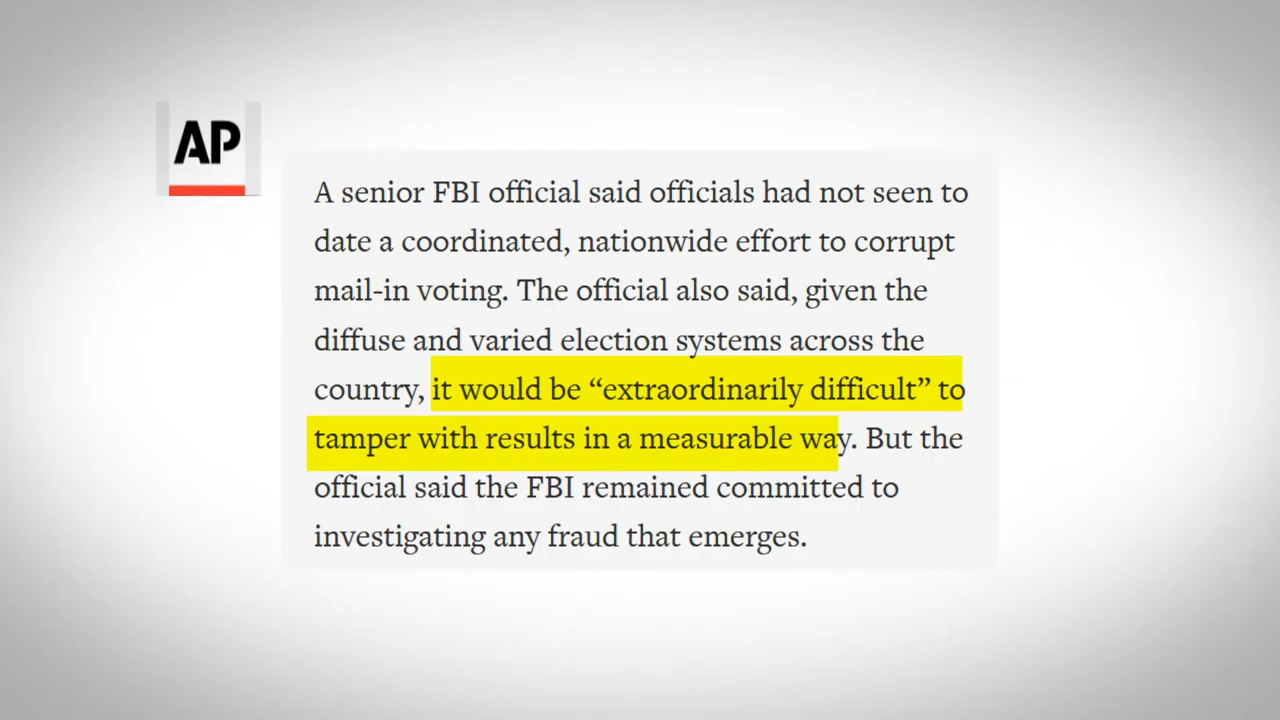 AP
A senior FBI official said officials had not seen to
date a coordinated, nationwide effort to corrupt
mail-in voting. The official also said, given the
diffuse and varied election systems across the
country, it would be “extraordinarily difficult” to
tamper with results in a measurable way. But the
official said the FBI remained committed to
investigating any fraud that emerges.